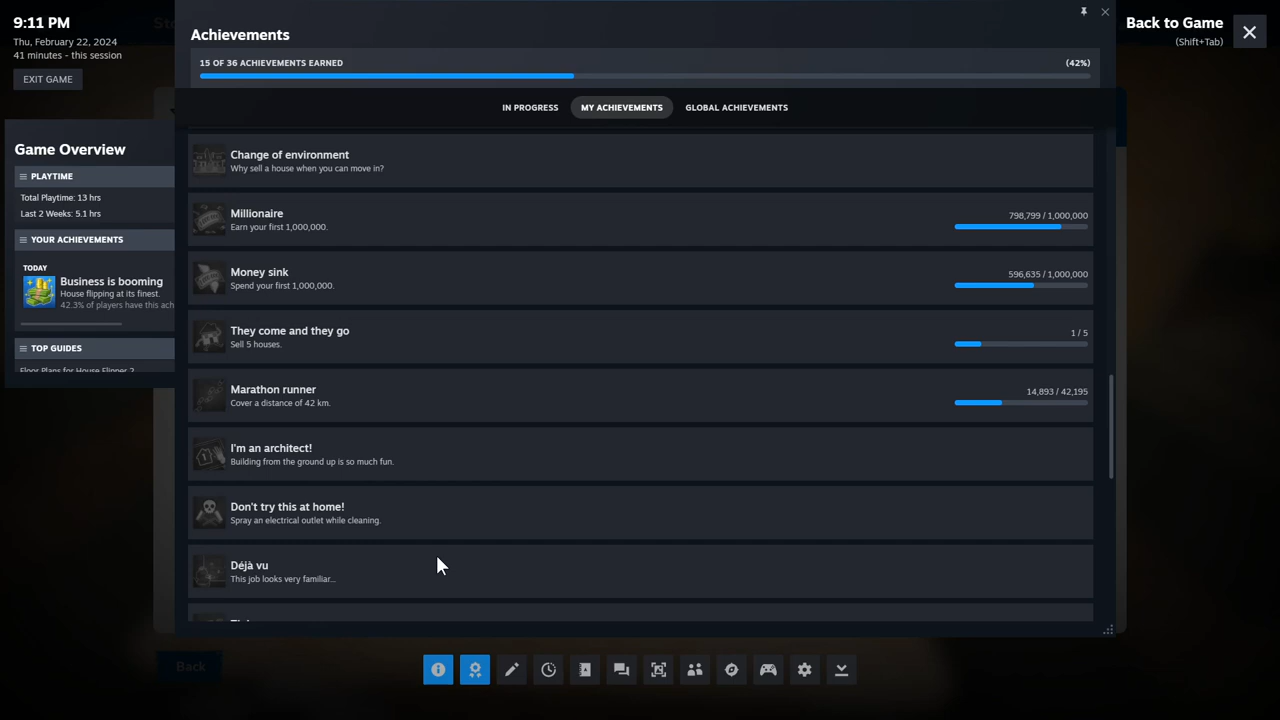 9:11 PM
Thu, February 22, 2024
41 minutes - this session
EXIT GAME
Game Overview
PLAYTIME
Total Playtime: 13 hrs
Last 2 Weeks: 5.1 hrs
YOUR ACHIEVEMENTS
TODAY
Business is booming
House flipping at its finest.
42.3% of players have this ach
TOP GUIDES
Floor Plans for House Flipper 2
Achievements
15 OF 36 ACHIEVEMENTS EARNED (42%)
IN PROGRESS MY ACHIEVEMENTS GLOBAL ACHIEVEMENTS
Change of environment
Why sell a house when you can move in?
Millionaire
Earn your first 1,000,000.
798,799 / 1,000,000
Money sink
Spend your first 1,000,000.
596,635 / 1,000,000
They come and they go
Sell 5 houses.
1 / 5
Marathon runner
Cover a distance of 42 km.
14,893 / 42,195
I'm an architect!
Building from the ground up is so much fun.
Don't try this at home!
Spray an electrical outlet while cleaning.
Déjà vu
This job looks very familiar...
Back to Game
(Shift+Tab)
Back